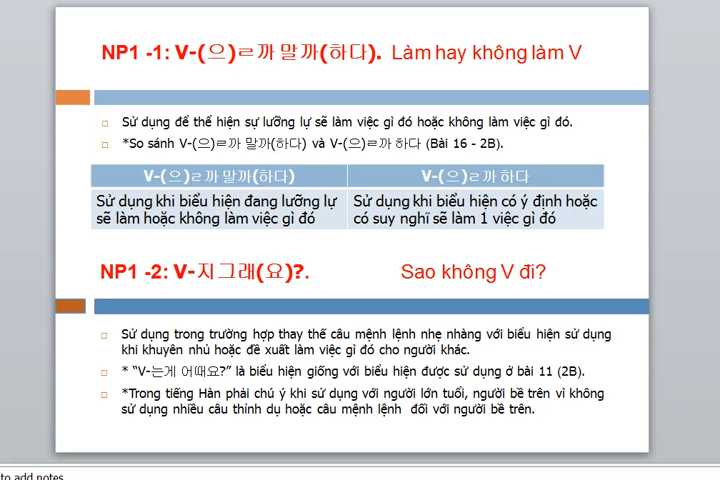 NP1 -1: V-(으)ㄹ까 말까(하다). Làm hay không làm V
Sử dụng để thể hiện sự lưỡng lự sẽ làm việc gì đó hoặc không làm việc gì đó.
*So sánh V-(으)ㄹ까 말까(하다) và V-(으)ㄹ까 하다 (Bài 16 - 2B).
V-(으)ㄹ까 말까(하다) V-(으)ㄹ까 하다
Sử dụng khi biểu hiện đang lưỡng lự Sử dụng khi biểu hiện có ý định hoặc
sẽ làm hoặc không làm việc gì đó có suy nghĩ sẽ làm 1 việc gì đó
NP1 -2: V-지그래(요)?. Sao không V đi?
Sử dụng trong trường hợp thay thế câu mệnh lệnh nhẹ nhàng với biểu hiện sử dụng
khi khuyên nhủ hoặc đề xuất làm việc gì đó cho người khác.
* “V-는게 어때요?” là biểu hiện giống với biểu hiện được sử dụng ở bài 11 (2B).
*Trong tiếng Hàn phải chú ý khi sử dụng với người lớn tuổi, người bề trên vì không
sử dụng nhiều câu thỉnh dụ hoặc câu mệnh lệnh đối với người bề trên.
to add notes